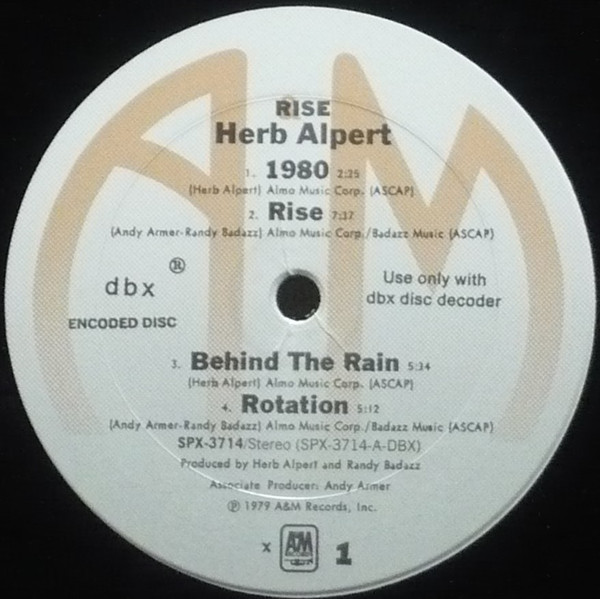 RISE
Herb Alpert
1. 1980 2:25
(Herb Alpert) Almo Music Corp. (ASCAP)
2. Rise 7:37
(Andy Armer-Randy Badazz) Almo Music Corp./Badazz Music (ASCAP)
dbx ®
ENCODED DISC
Use only with
dbx disc decoder
3. Behind The Rain 5:34
(Herb Alpert) Almo Music Corp. (ASCAP)
4. Rotation 5:12
(Andy Armer-Randy Badazz) Almo Music Corp./Badazz Music (ASCAP)
SPX-3714/Stereo (SPX-3714-A-DBX)
Produced by Herb Alpert and Randy Badazz
Associate Producer: Andy Armer
℗ 1979 A&M Records, Inc.
x A&M RECORDS 1